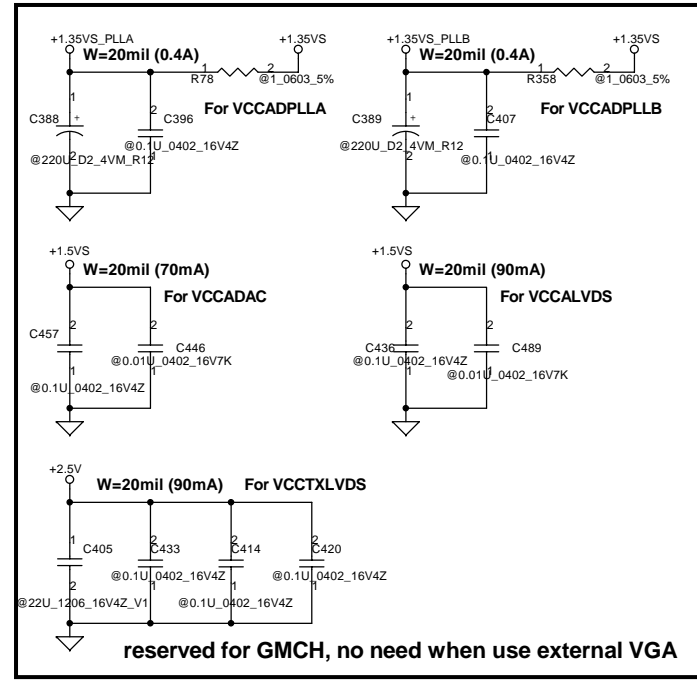 +1.35VS_PLLA
+1.35VS
W=20mil (0.4A)
1
2
R78
@1_0603_5%
For VCCADPLLA
1
+
2
C388
2
1
C396
@0.1U_0402_16V4Z
@220U_D2_4VM_R12
+1.35VS_PLLB
+1.35VS
W=20mil (0.4A)
1
2
R358
@1_0603_5%
For VCCADPLLB
1
+
2
C389
2
1
C407
@0.1U_0402_16V4Z
@220U_D2_4VM_R12
+1.5VS
W=20mil (70mA)
For VCCADAC
2
1
C457
2
1
C446
@0.01U_0402_16V7K
@0.1U_0402_16V4Z
+1.5VS
W=20mil (90mA)
For VCCALVDS
2
1
C436
2
1
C489
@0.1U_0402_16V4Z
@0.01U_0402_16V7K
+2.5V
W=20mil (90mA)
For VCCTXLVDS
1
2
C405
2
1
C433
2
1
C414
2
1
C420
@0.1U_0402_16V4Z
@0.1U_0402_16V4Z
@22U_1206_16V4Z_V1
@0.1U_0402_16V4Z
reserved for GMCH, no need when use external VGA